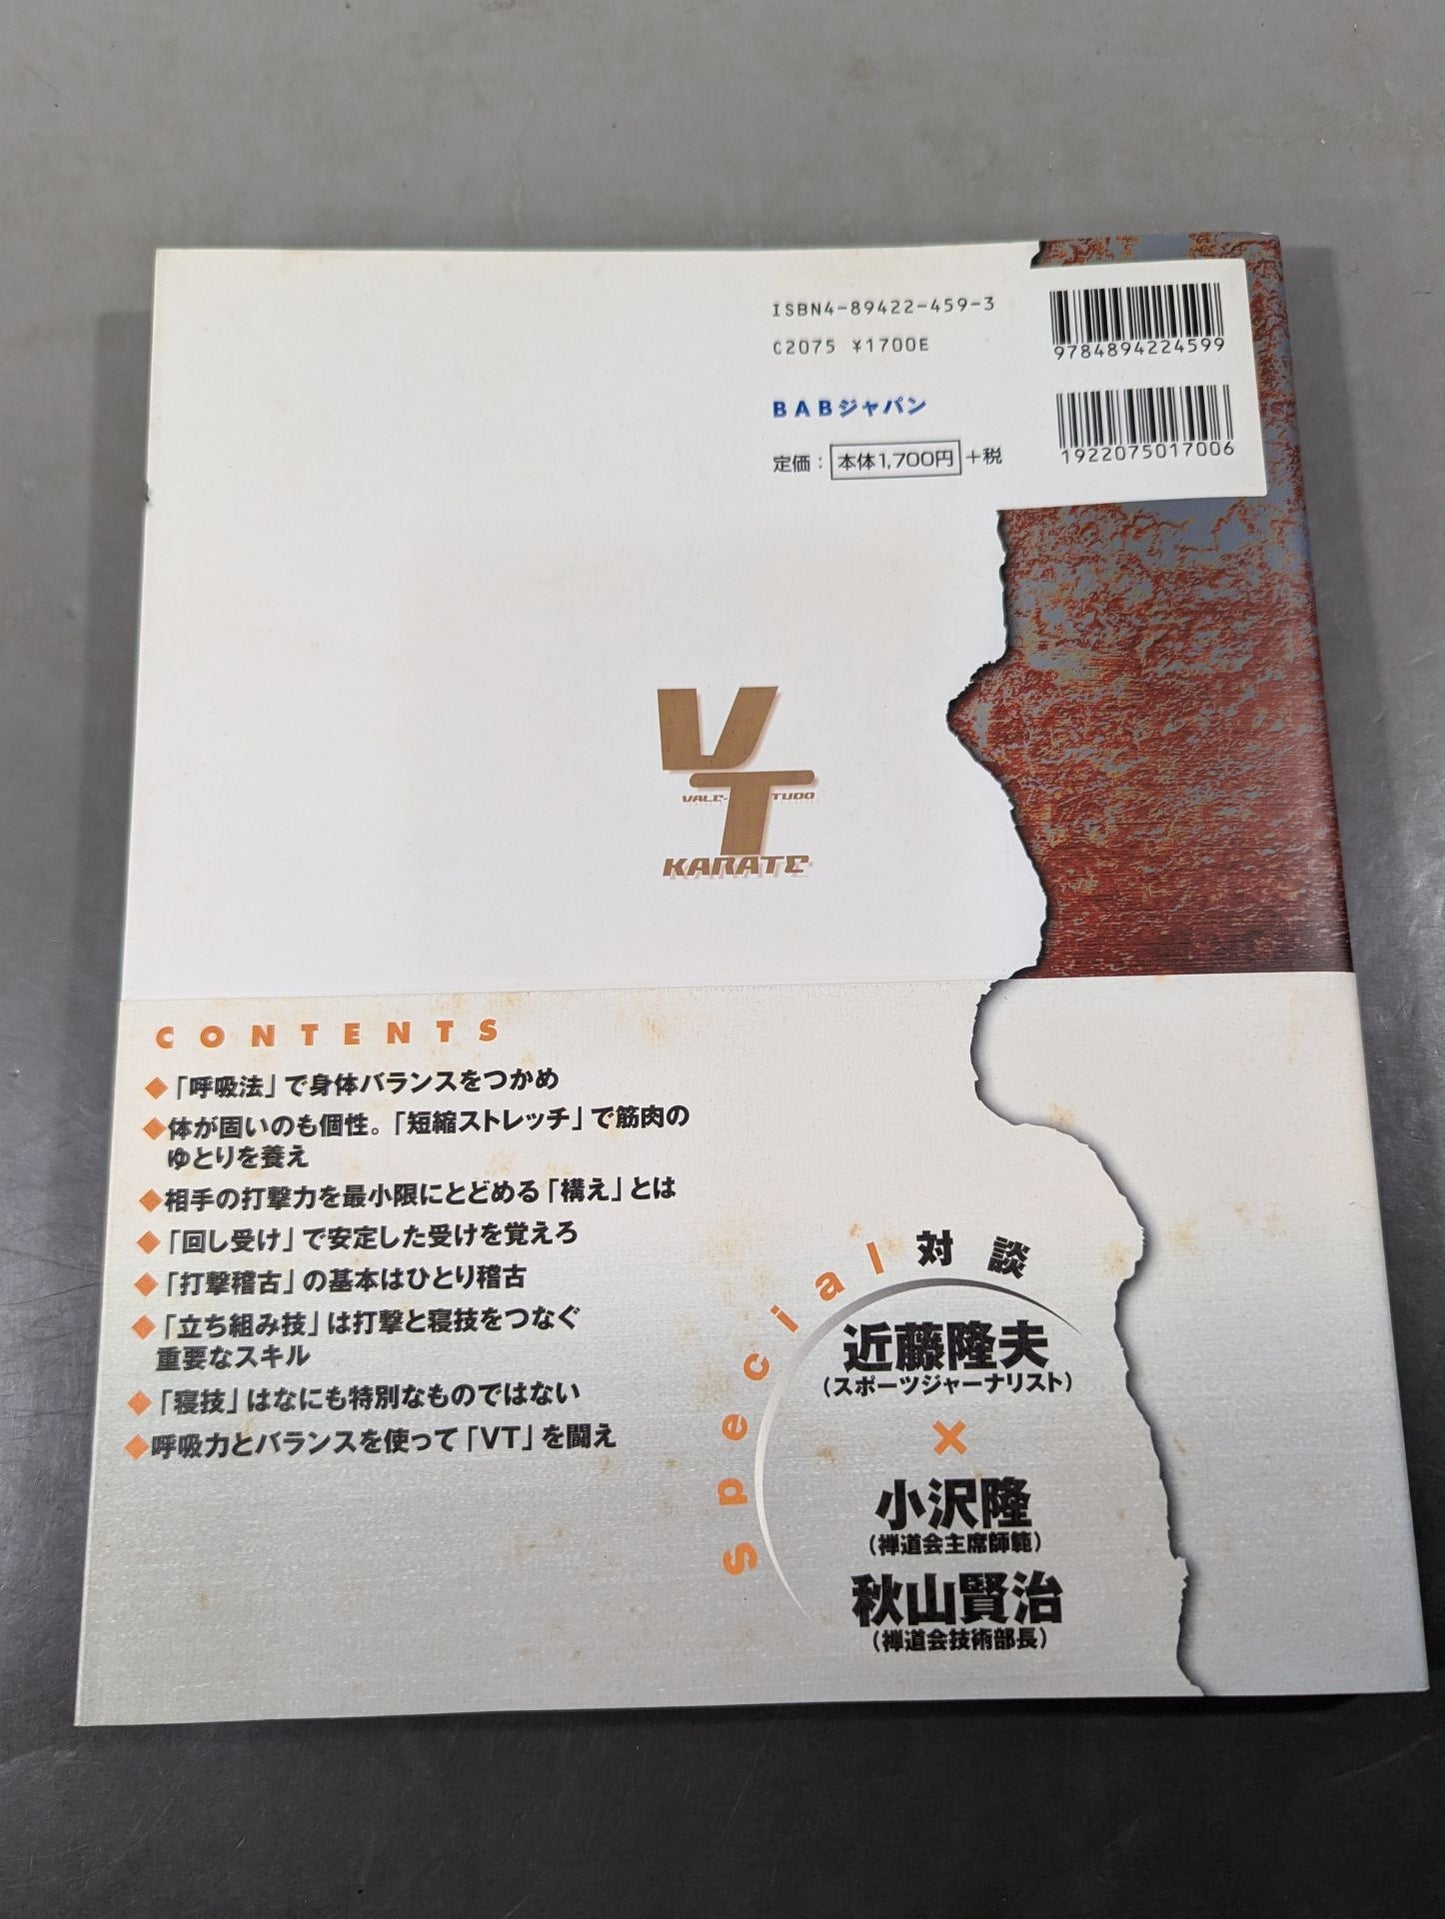 ISBN4-89422-459-3
C2075 ¥1700E
BABジャパン
定価：本体1,700円+税
9784894224599
1922075017006
VT
VALE-TUDO
KARATE
CONTENTS
◆「呼吸法」で身体バランスをつかめ
◆体が固いのも個性。「短縮ストレッチ」で筋肉の
ゆとりを養え
◆相手の打撃力を最小限にとどめる「構え」とは
◆「回し受け」で安定した受けを覚えろ
◆「打撃稽古」の基本はひとり稽古
◆「立ち組み技」は打撃と寝技をつなぐ
重要なスキル
◆「寝技」はなにも特別なものではない
◆呼吸力とバランスを使って「VT」を闘え
Special対談
近藤隆夫
(スポーツジャーナリスト)
×
小沢隆
(禅道会主席師範)
秋山賢治
(禅道会技術部長)